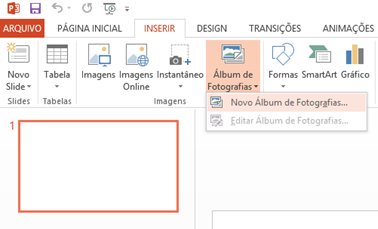 ARQUIVO PÁGINA INICIAL INSERIR DESIGN TRANSIÇÕES ANIMAÇÕES
Novo Slide
Tabela
Imagens
Imagens Online
Instantâneo
Álbum de Fotografias
Formas
SmartArt
Gráfico
Slides Tabelas Imagens
Novo Álbum de Fotografias...
Editar Álbum de Fotografias...
1